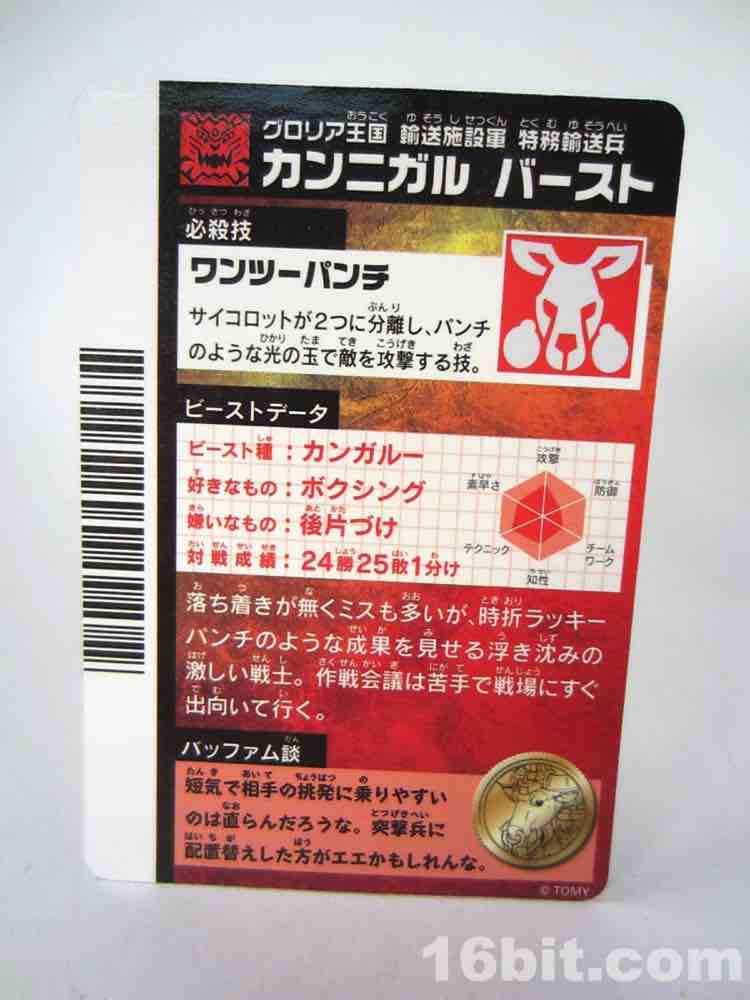 グロリア王国 輸送施設軍 特務輸送兵
カンニガル バースト
必殺技
ワンツーパンチ
サイコロットが2つに分離し、パンチ
のような光の玉で敵を攻撃する技。
ビーストデータ
ビースト種：カンガルー
好きなもの：ボクシング
嫌いなもの：後片づけ
対戦成績：24勝25敗1分け
攻撃
防御
チーム
ワーク
知性
テクニック
素早さ
落ち着きが無くミスも多いが、時折ラッキー
パンチのような成果を見せる浮き沈みの
激しい戦士。作戦会議は苦手で戦場にすぐ
出向いて行く。
バッファム談
短気で相手の挑発に乗りやすい
のは直らんだろうな。突撃兵に
配置替えした方がエエかもしれんな。
© TOMY
16bit.com